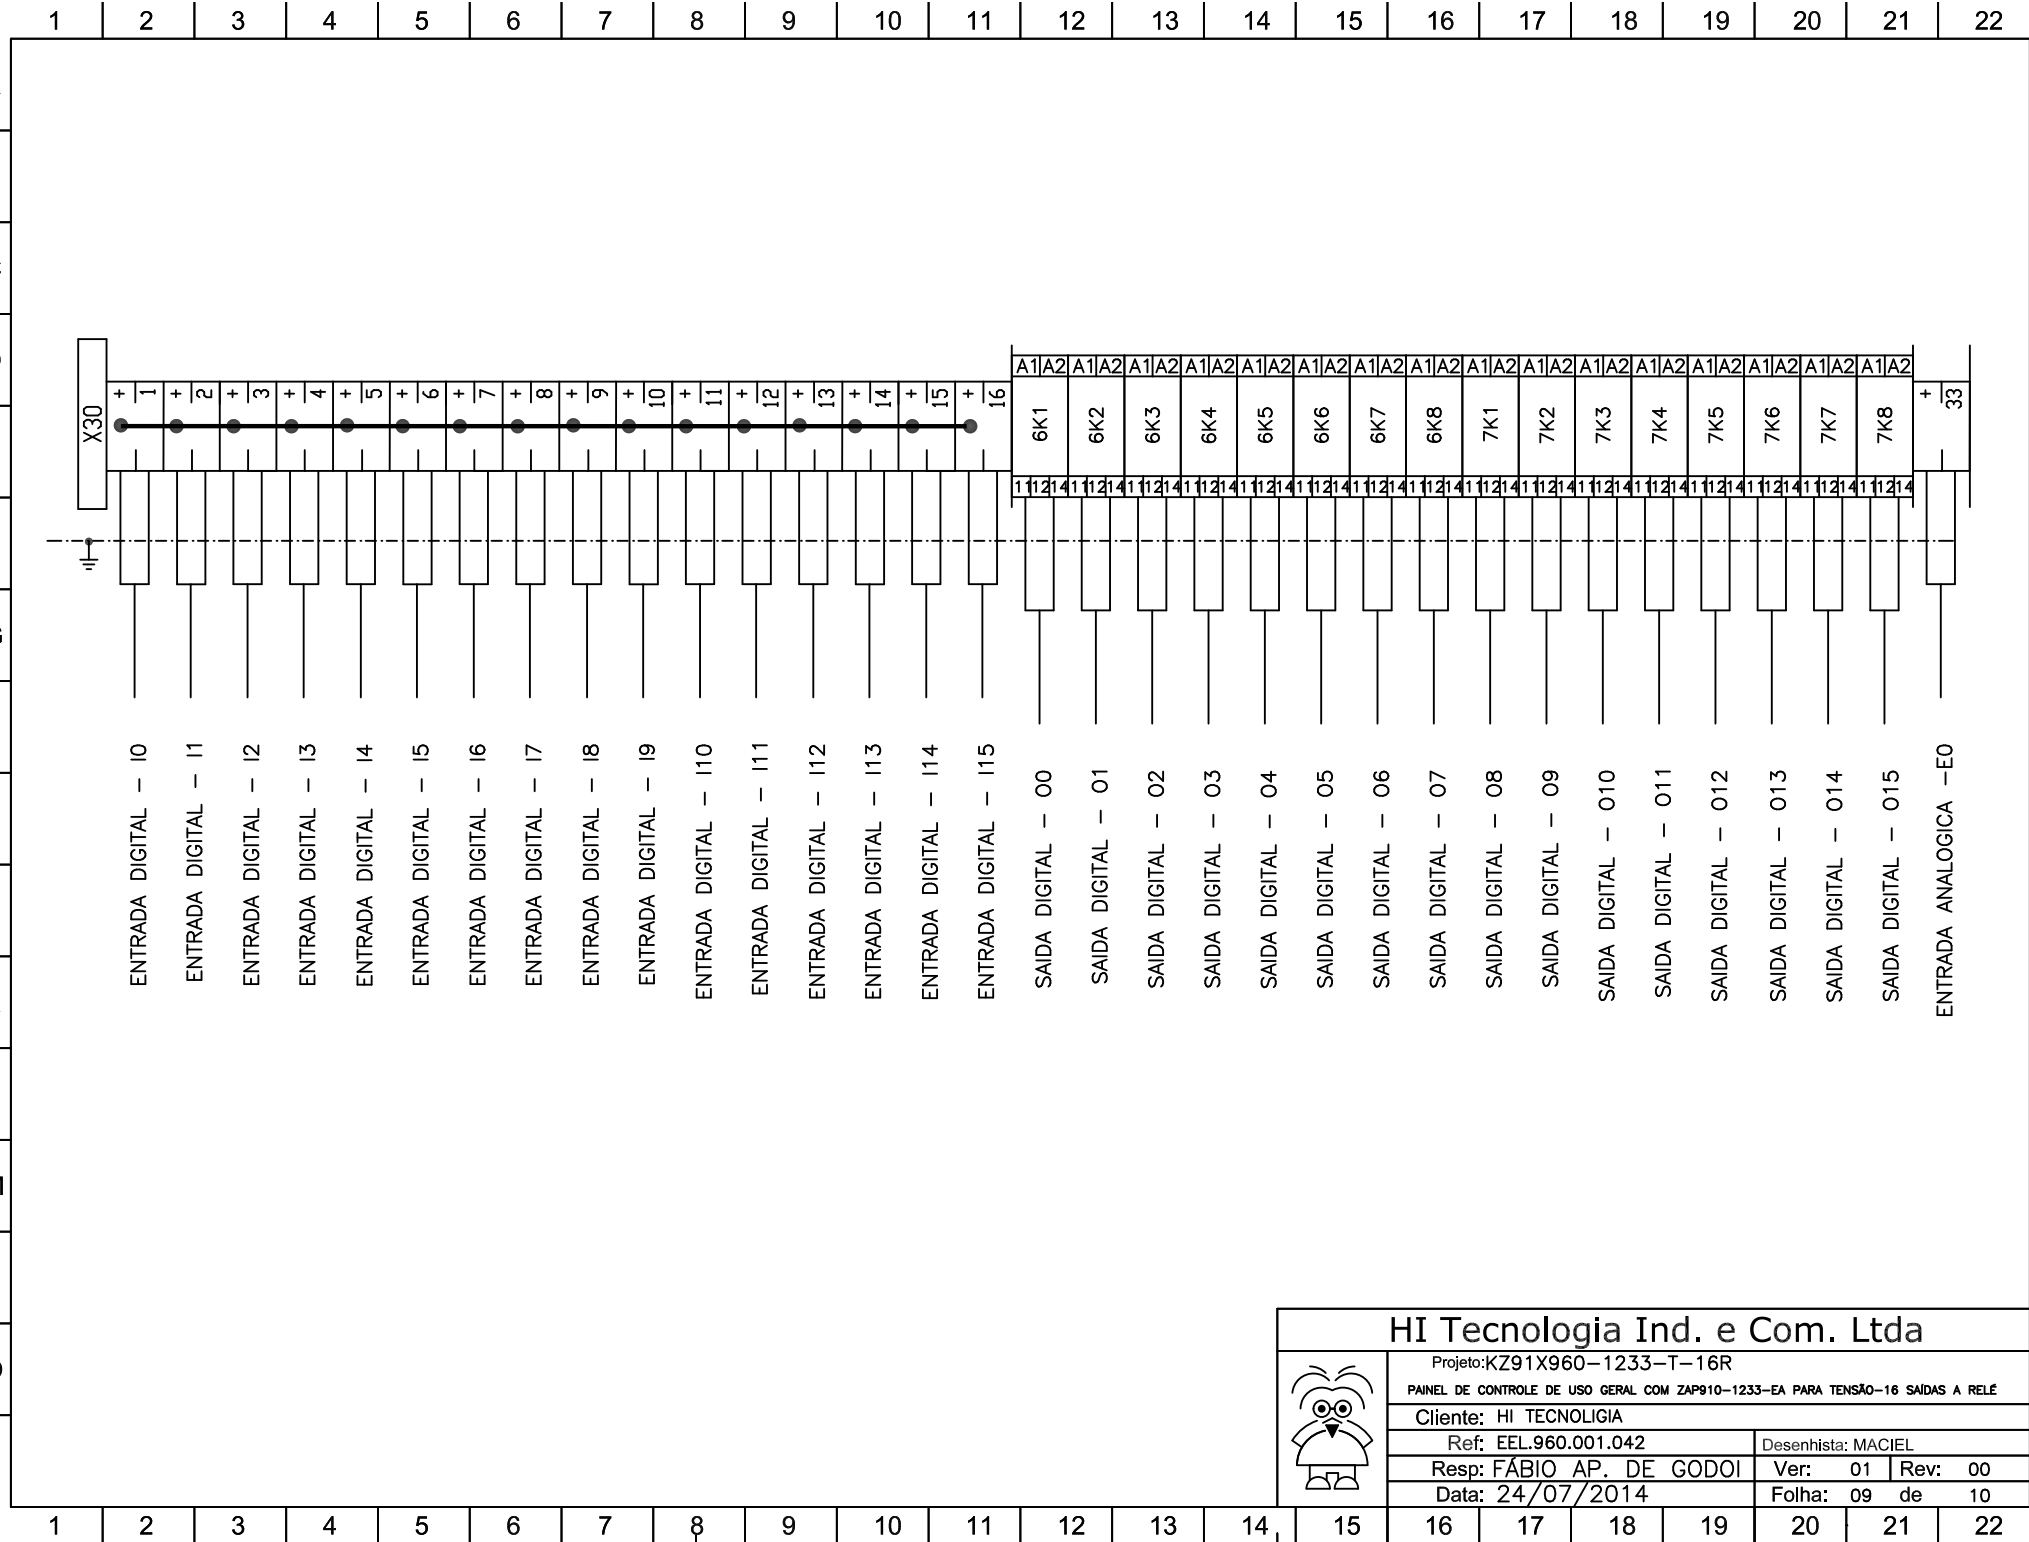 1 2 3 4 5 6 7 8 9 10 11 12 13 14 15 16 17 18 19 20 21 22
X30
+ 1 + 2 + 3 + 4 + 5 + 6 + 7 + 8 + 9 + 10 + 11 + 12 + 13 + 14 + 15 + 16
A1 A2 A1 A2 A1 A2 A1 A2 A1 A2 A1 A2 A1 A2 A1 A2 A1 A2 A1 A2 A1 A2 A1 A2 A1 A2 A1 A2 A1 A2 A1 A2
+ 33
6K1 6K2 6K3 6K4 6K5 6K6 6K7 6K8 7K1 7K2 7K3 7K4 7K5 7K6 7K7 7K8
11 12 14 11 12 14 11 12 14 11 12 14 11 12 14 11 12 14 11 12 14 11 12 14 11 12 14 11 12 14 11 12 14 11 12 14 11 12 14 11 12 14 11 12 14 11 12 14
ENTRADA DIGITAL - I0
ENTRADA DIGITAL - I1
ENTRADA DIGITAL - I2
ENTRADA DIGITAL - I3
ENTRADA DIGITAL - I4
ENTRADA DIGITAL - I5
ENTRADA DIGITAL - I6
ENTRADA DIGITAL - I7
ENTRADA DIGITAL - I8
ENTRADA DIGITAL - I9
ENTRADA DIGITAL - I10
ENTRADA DIGITAL - I11
ENTRADA DIGITAL - I12
ENTRADA DIGITAL - I13
ENTRADA DIGITAL - I14
ENTRADA DIGITAL - I15
SAIDA DIGITAL - O0
SAIDA DIGITAL - O1
SAIDA DIGITAL - O2
SAIDA DIGITAL - O3
SAIDA DIGITAL - O4
SAIDA DIGITAL - O5
SAIDA DIGITAL - O6
SAIDA DIGITAL - O7
SAIDA DIGITAL - O8
SAIDA DIGITAL - O9
SAIDA DIGITAL - O10
SAIDA DIGITAL - O11
SAIDA DIGITAL - O12
SAIDA DIGITAL - O13
SAIDA DIGITAL - O14
SAIDA DIGITAL - O15
ENTRADA ANALOGICA -E0
HI Tecnologia Ind. e Com. Ltda
Projeto:KZ91X960-1233-T-16R
PAINEL DE CONTROLE DE USO GERAL COM ZAP910-1233-EA PARA TENSÃO-16 SAÍDAS A RELÉ
Cliente: HI TECNOLIGIA
Ref: EEL.960.001.042 Desenhista: MACIEL
Resp: FÁBIO AP. DE GODOI Ver: 01 Rev: 00
Data: 24/07/2014 Folha: 09 de 10
1 2 3 4 5 6 7 8 9 10 11 12 13 14 15 16 17 18 19 20 21 22